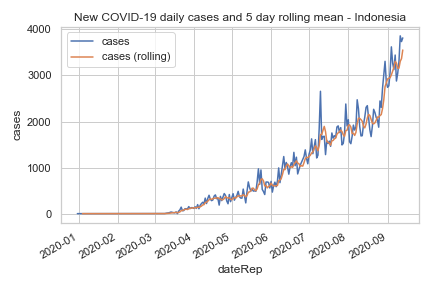 New COVID-19 daily cases and 5 day rolling mean - Indonesia
cases
cases (rolling)
4000
3000
2000
1000
0
cases
2020-01
2020-02
2020-03
2020-04
2020-05
2020-06
2020-07
2020-08
2020-09
dateRep